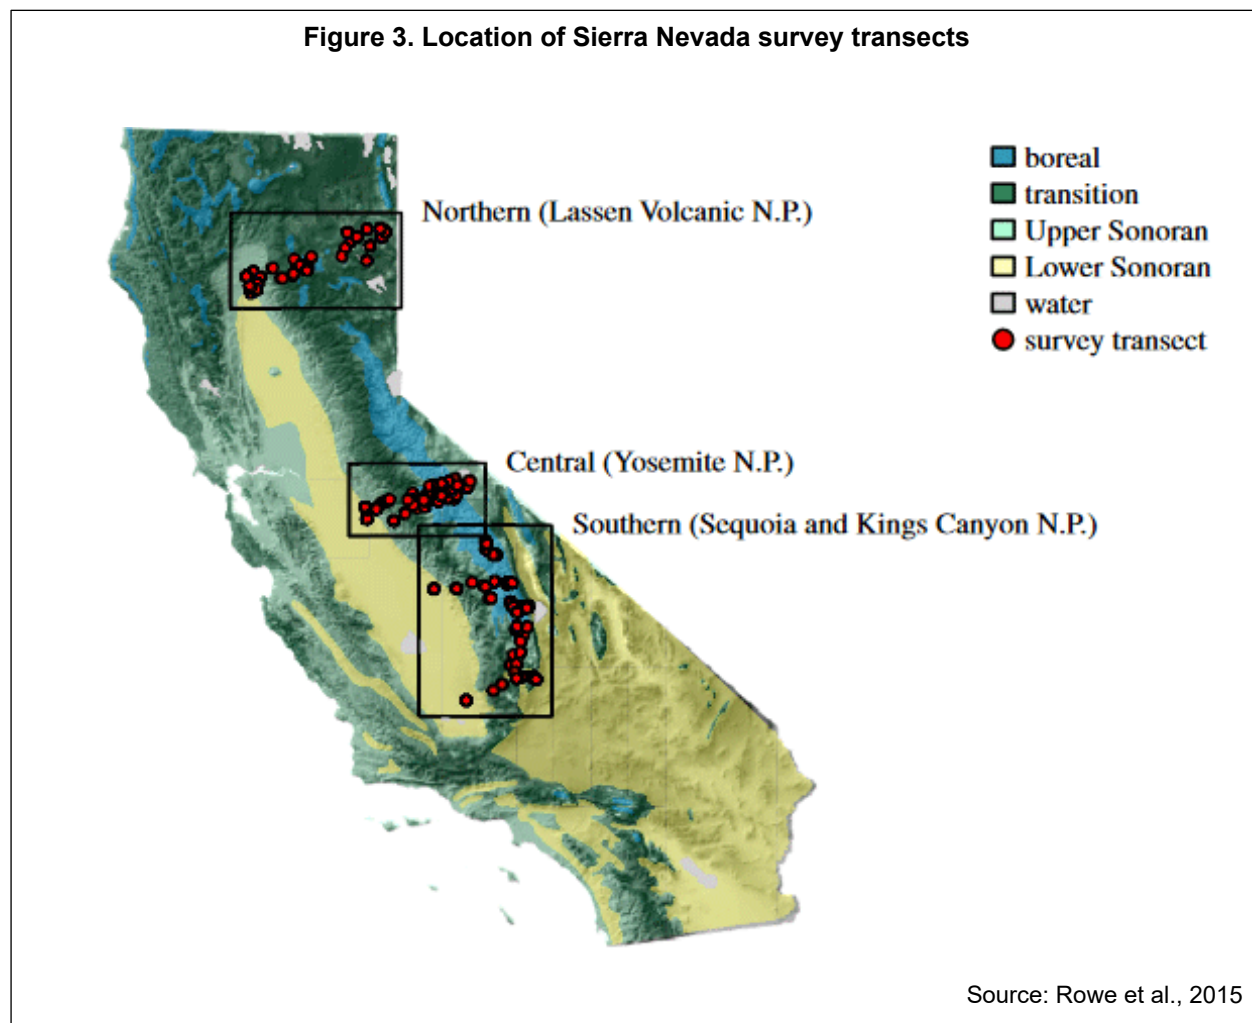 Figure 3. Location of Sierra Nevada survey transects
boreal
transition
Upper Sonoran
Lower Sonoran
water
survey transect
Northern (Lassen Volcanic N.P.)
Central (Yosemite N.P.)
Southern (Sequoia and Kings Canyon N.P.)
Source: Rowe et al., 2015